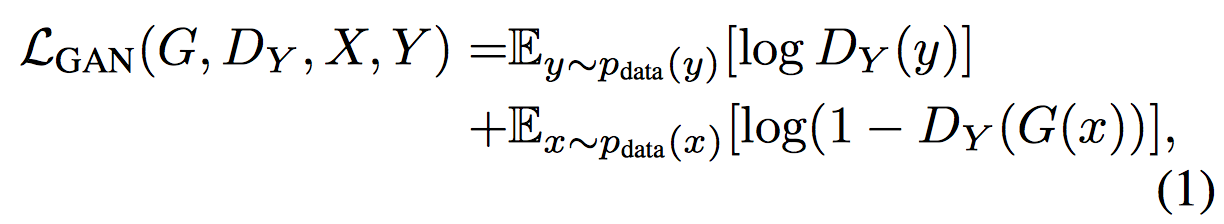 ℒ_GAN(G, D_Y, X, Y) =𝔼_{y∼p_data(y)}[log D_Y(y)]
+𝔼_{x∼p_data(x)}[log(1 − D_Y(G(x))],
(1)